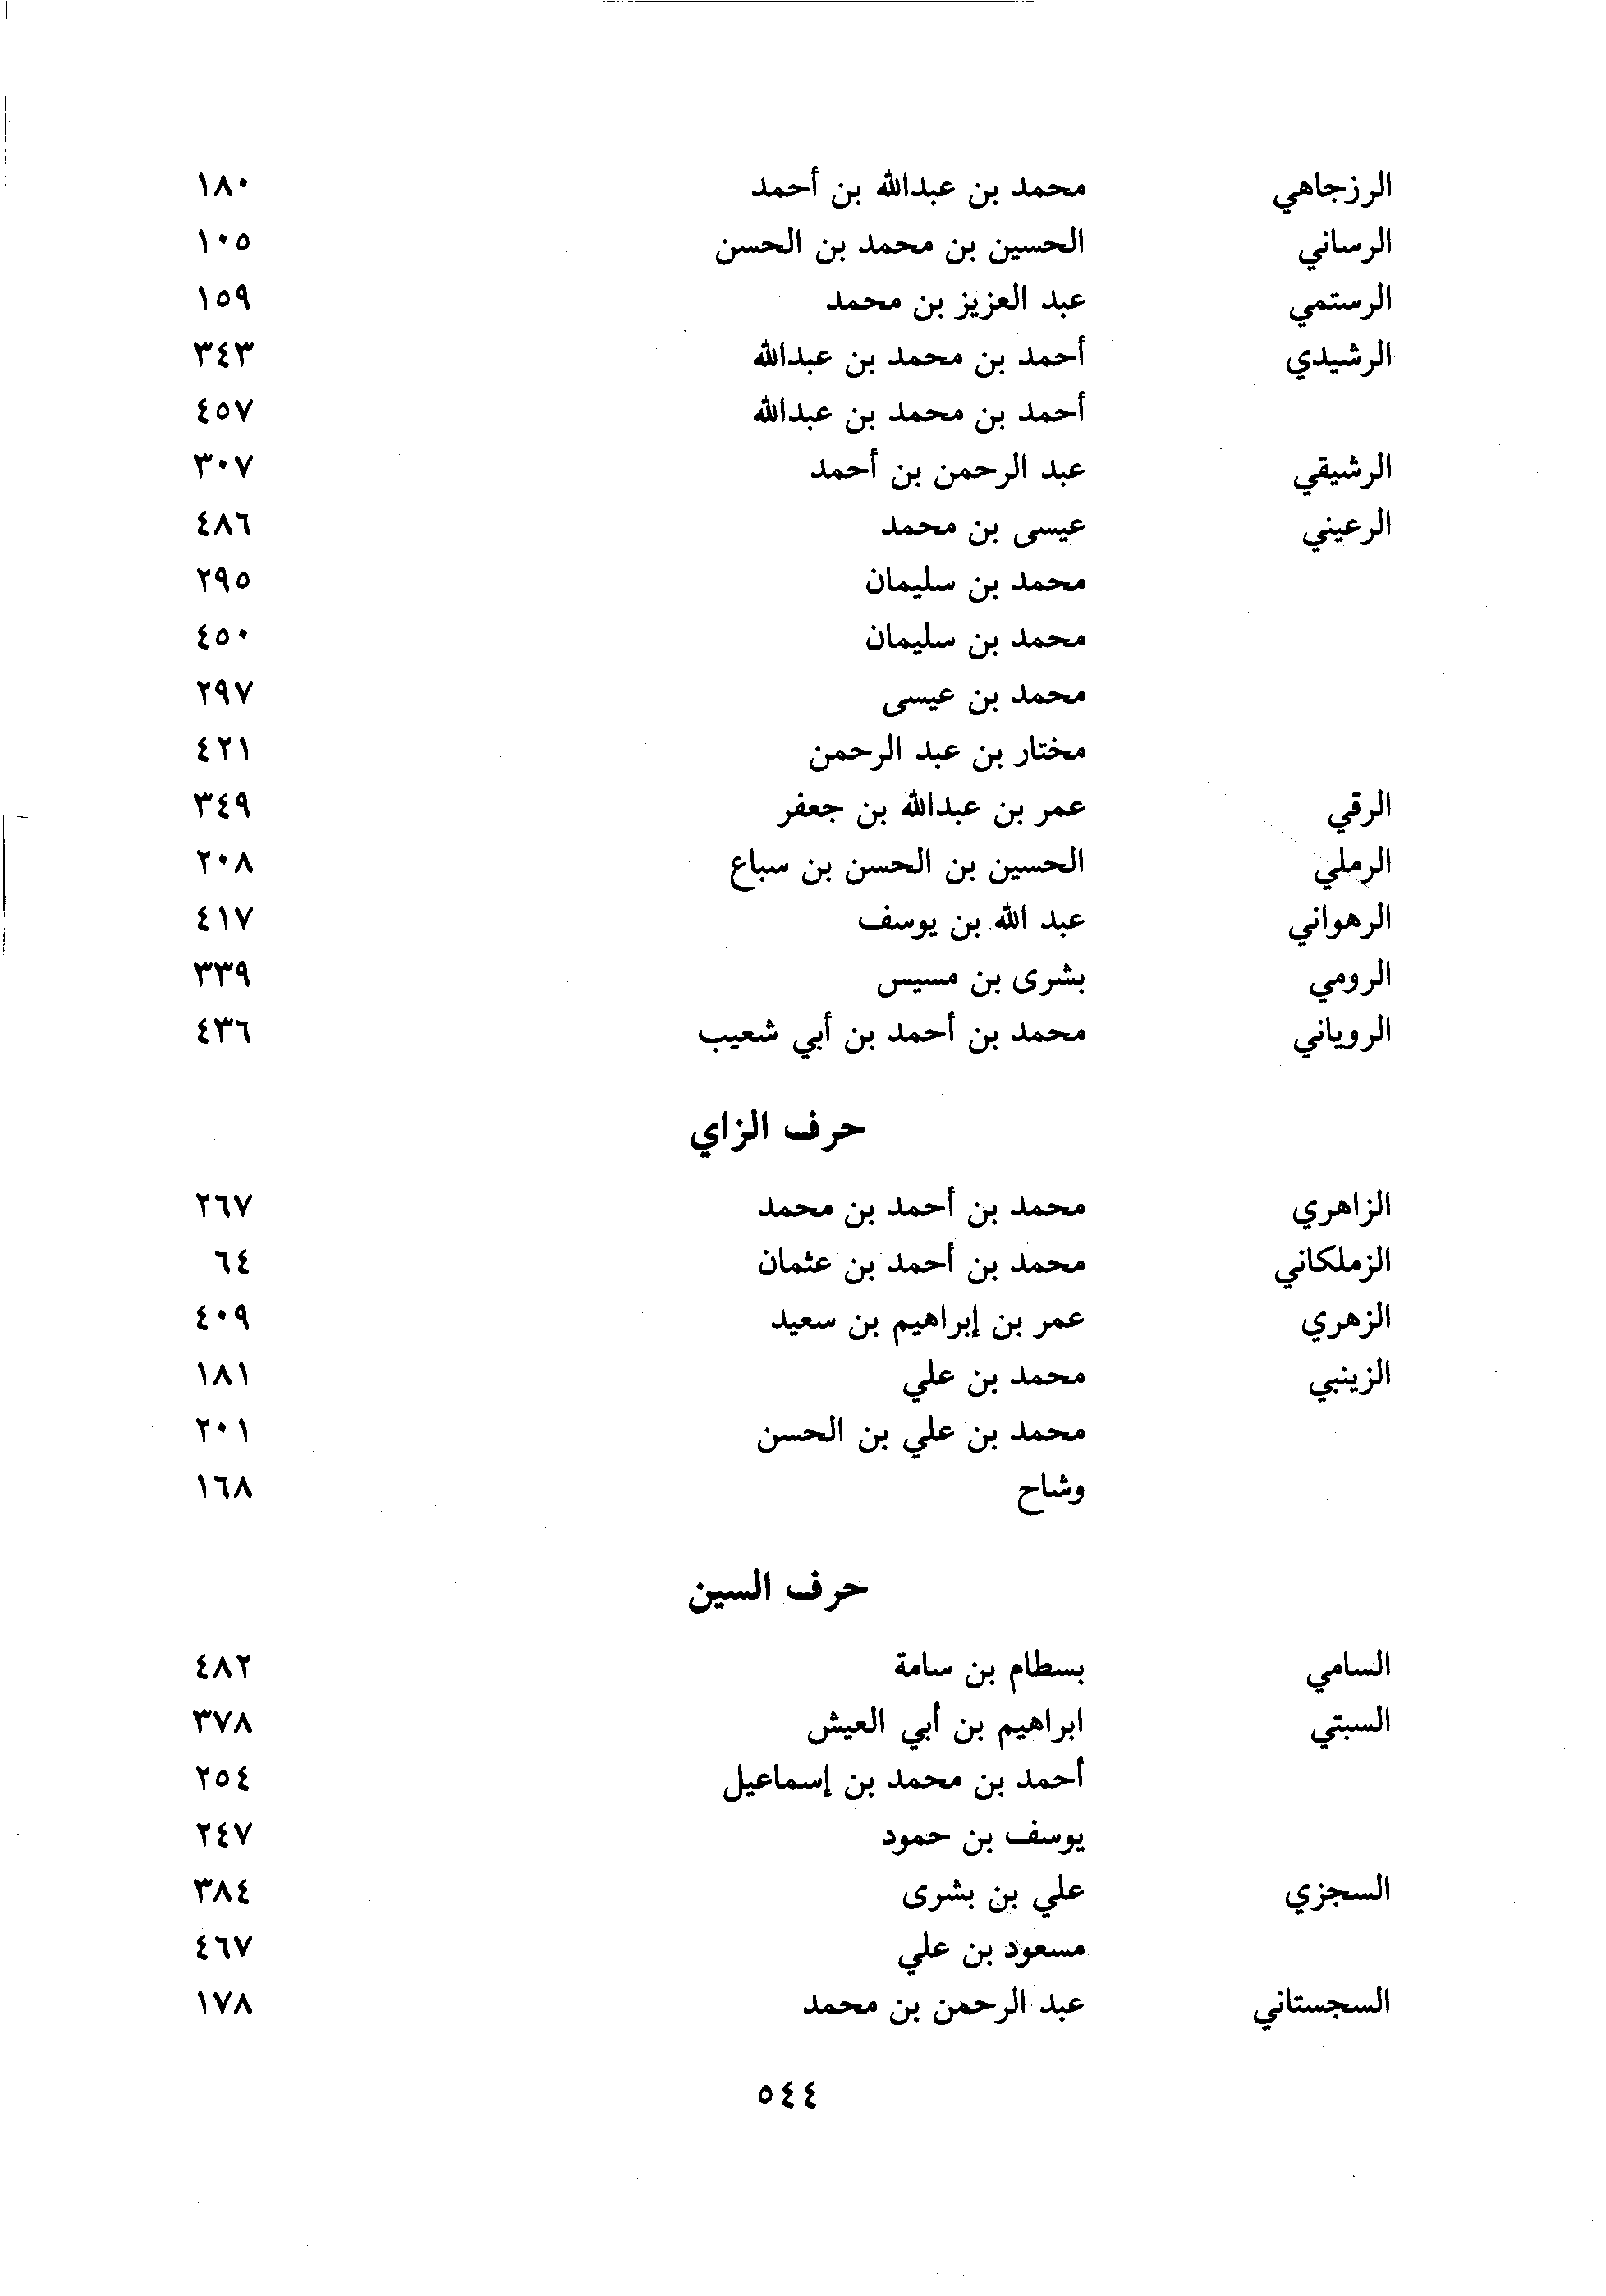 الرزجاهي محمد بن عبدالله بن أحمد ١٨٠
الرساني الحسين بن محمد بن الحسن ١٠٥
الرستمي عبد العزيز بن محمد ١٥٩
الرشيدي أحمد بن محمد بن عبدالله ٣٤٣
أحمد بن محمد بن عبدالله ٤٥٧
الرشيقي عبد الرحمن بن أحمد ٣٠٧
الرعيني عيسى بن محمد ٤٨٦
محمد بن سليمان ٢٩٥
محمد بن سليمان ٤٥٠
محمد بن عيسى ٢٩٧
مختار بن عبد الرحمن ٤٢١
الرقي عمر بن عبدالله بن جعفر ٣٤٩
الرملي الحسين بن الحسن بن سباع ٢٠٨
الرهواني عبد الله بن يوسف ٤١٧
الرومي بشرى بن مسيس ٣٣٩
الروياني محمد بن أحمد بن أبي شعيب ٤٣٦
حرف الزاي
الزاهري محمد بن أحمد بن محمد ٢٦٧
الزملكاني محمد بن أحمد بن عثمان ٦٤
الزهري عمر بن إبراهيم بن سعيد ٤٠٩
الزينبي محمد بن علي ١٨١
محمد بن علي بن الحسن ٢٠١
وشاح ١٦٨
حرف السين
السامي بسطام بن سامة ٤٨٢
السبتي ابراهيم بن أبي العيش ٣٧٨
أحمد بن محمد بن إسماعيل ٢٥٤
يوسف بن حمود ٢٤٧
السجزي علي بن بشرى ٣٨٤
مسعود بن علي ٤٦٧
السجستاني عبد الرحمن بن محمد ١٧٨
٥٤٤